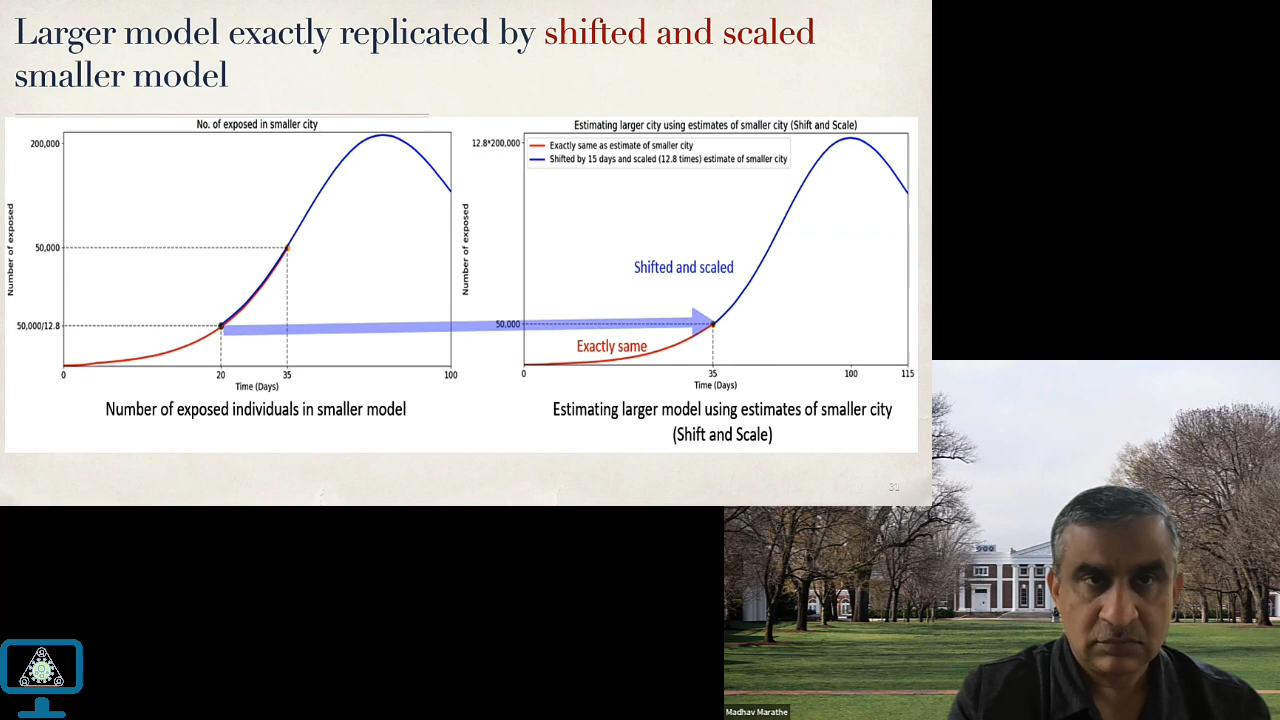 Larger model exactly replicated by shifted and scaled
smaller model
No. of exposed in smaller city
200,000
50,000
50,000/12.8
Number of exposed
0
20
35
100
Time (Days)
Number of exposed individuals in smaller model
Estimating larger city using estimates of smaller city (Shift and Scale)
12.8*200,000
Exactly same as estimate of smaller city
Shifted by 15 days and scaled (12.8 times) estimate of smaller city
Number of exposed
Shifted and scaled
50,000
Exactly same
0
35
100
115
Time (Days)
Estimating larger model using estimates of smaller city
(Shift and Scale)
31
Madhav Marathe